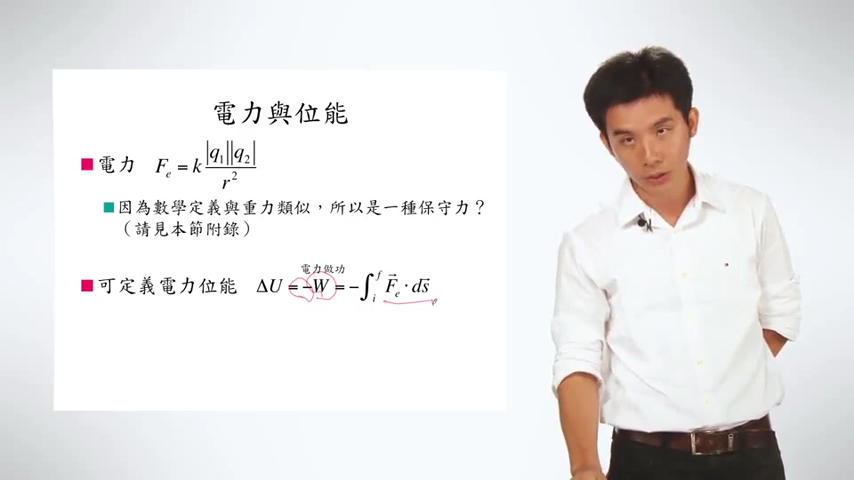 電力與位能
電力 F_e = k |q_1||q_2| / r^2
因為數學定義與重力類似，所以是一種保守力？
（請見本節附錄）
電力做功
可定義電力位能 ΔU = -W = -∫_i^f F⃗_e · ds⃗